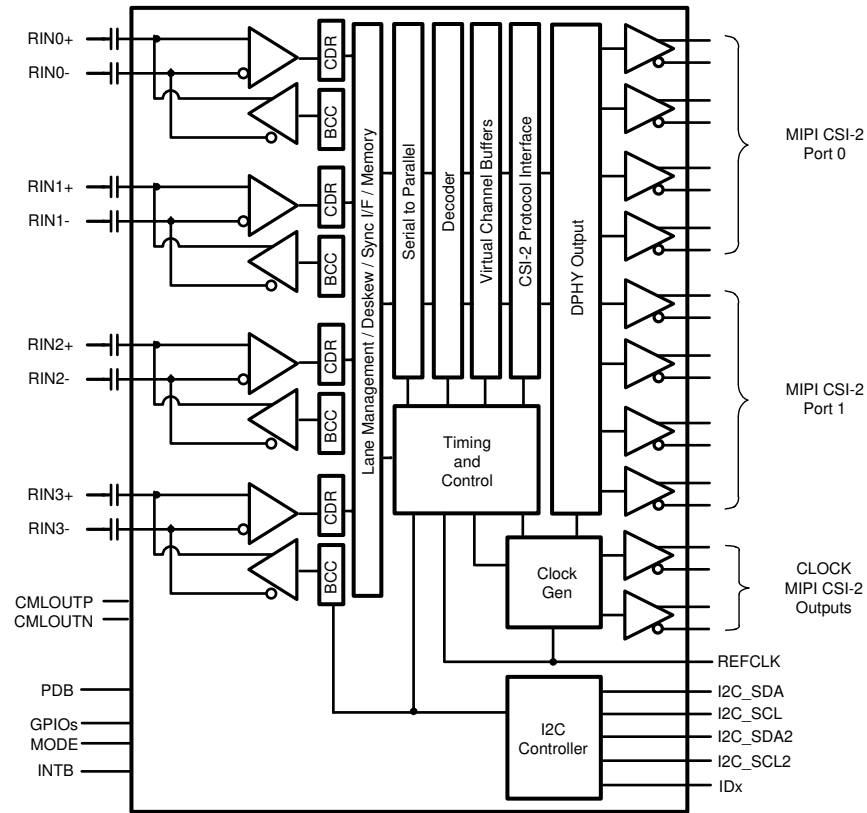 RIN0+
RIN0-
CDR
BCC
RIN1+
RIN1-
CDR
BCC
RIN2+
RIN2-
CDR
BCC
RIN3+
RIN3-
CDR
BCC
Lane Management / Deskew / Sync I/F / Memory
Serial to Parallel
Decoder
Virtual Channel Buffers
CSI-2 Protocol Interface
DPHY Output
Timing
and
Control
Clock
Gen
I2C
Controller
MIPI CSI-2
Port 0
MIPI CSI-2
Port 1
CLOCK
MIPI CSI-2
Outputs
CMLOUTP
CMLOUTN
PDB
GPIOs
MODE
INTB
REFCLK
I2C_SDA
I2C_SCL
I2C_SDA2
I2C_SCL2
IDx